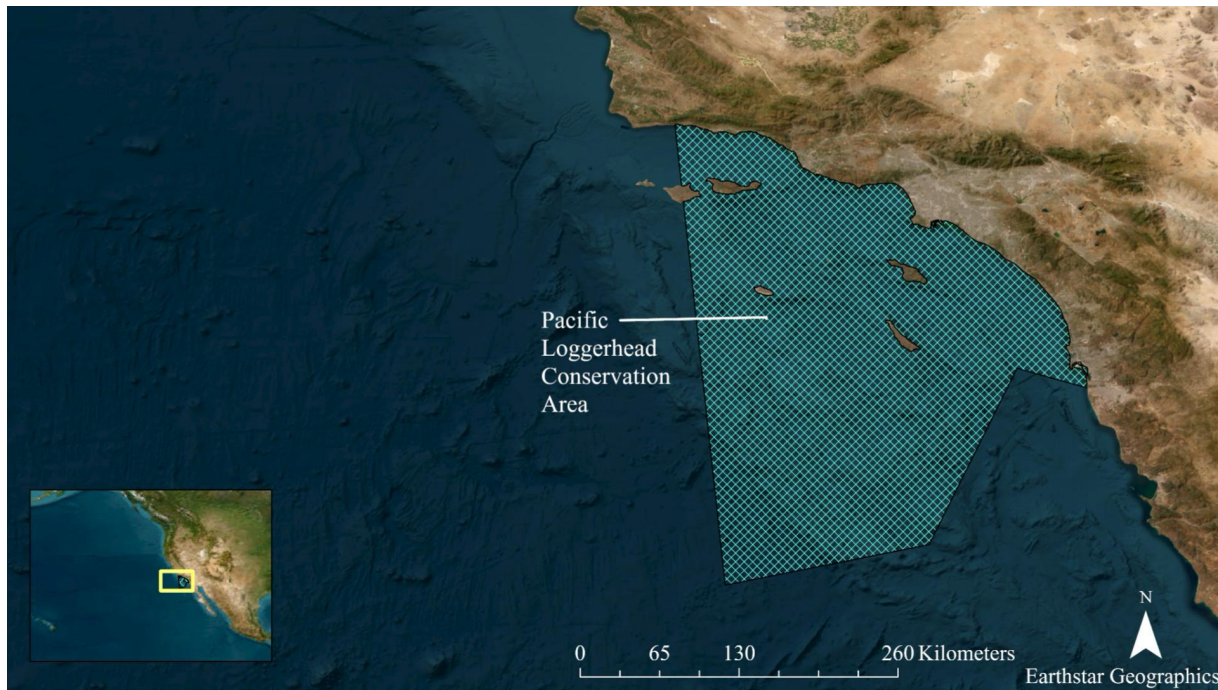 Pacific
Loggerhead
Conservation
Area
0 65 130 260 Kilometers
N
Earthstar Geographics